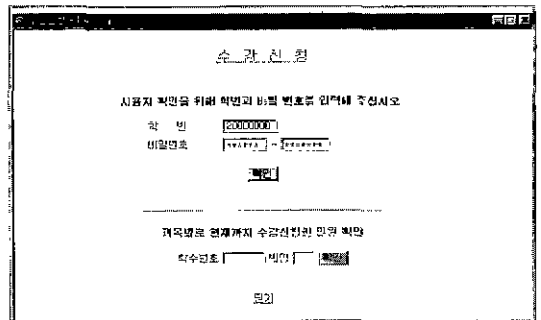 수 강 신 청
사용자 확인을 위해 학번과 비밀 번호를 입력해 주십시오
학 번 20000000
비밀번호 ****** - *******
확인
과목별로 현재까지 수강신청된 인원 확인
학수번호 분반 확인
닫기